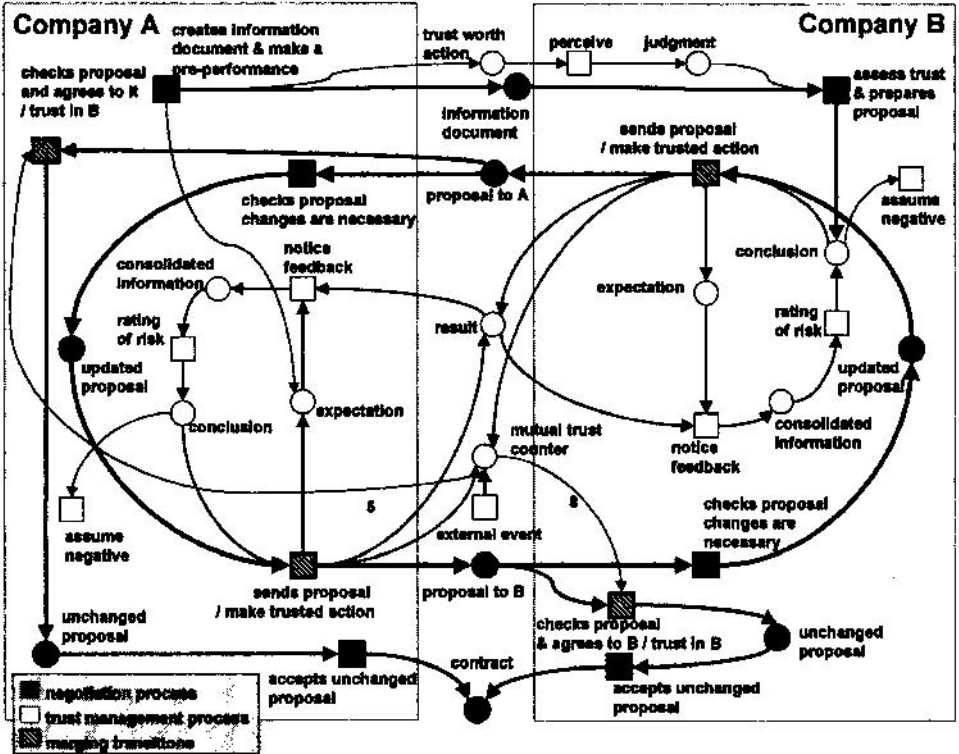 Company A
creates information
document & make a
pre-performance
trust worth
action
perceive
judgment
Company B
checks proposal
and agrees to it
/ trust in B
information
document
assess trust
& prepares
proposal
sends proposal
/ make trusted action
checks proposal
changes are necessary
proposal to A
assume
negative
notice
feedback
consolidated
information
conclusion
expectation
rating
of risk
result
rating
of risk
updated
proposal
conclusion
expectation
updated
proposal
mutual trust
counter
consolidated
information
notice
feedback
5
8
assume
negative
external event
checks proposal
changes are
necessary
sends proposal
/ make trusted action
proposal to B
unchanged
proposal
checks proposal
& agrees to B / trust in B
unchanged
proposal
accepts unchanged
proposal
contract
accepts unchanged
proposal
negotiation process
trust management process
merging transitions